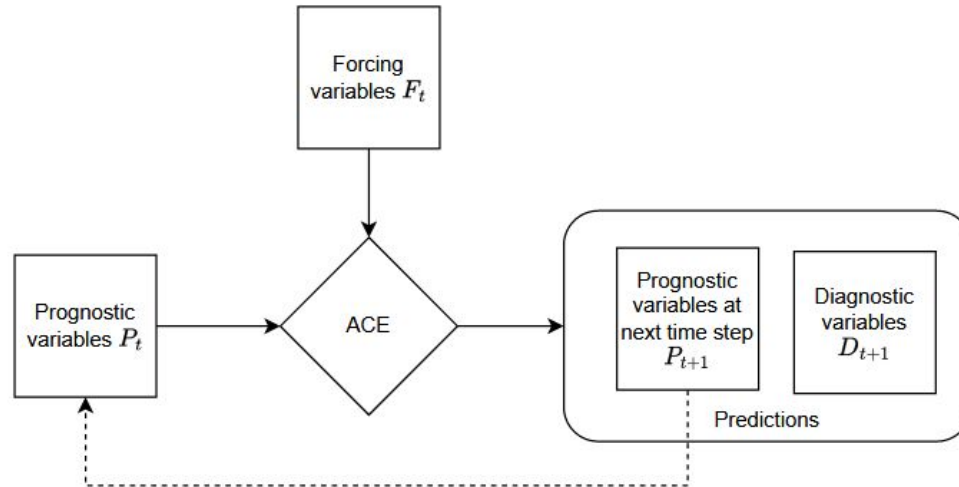 Forcing
variables F_t
Prognostic
variables P_t
ACE
Prognostic
variables at
next time step
P_{t+1}
Diagnostic
variables
D_{t+1}
Predictions